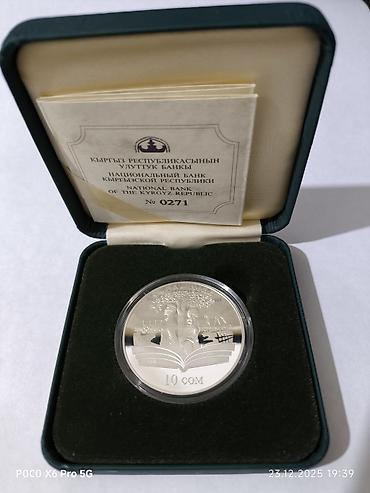 КЫРГЫЗ РЕСПУБЛИКАСЫНЫН
УЛУТТУК БАНКЫ
НАЦИОНАЛЬНЫЙ БАНК
КЫРГЫЗСКОЙ РЕСПУБЛИКИ
NATIONAL BANK
OF THE KYRGYZ REPUBLIC
№ 0271
10 СОМ
POCO X6 Pro 5G
23.12.2025 19:39